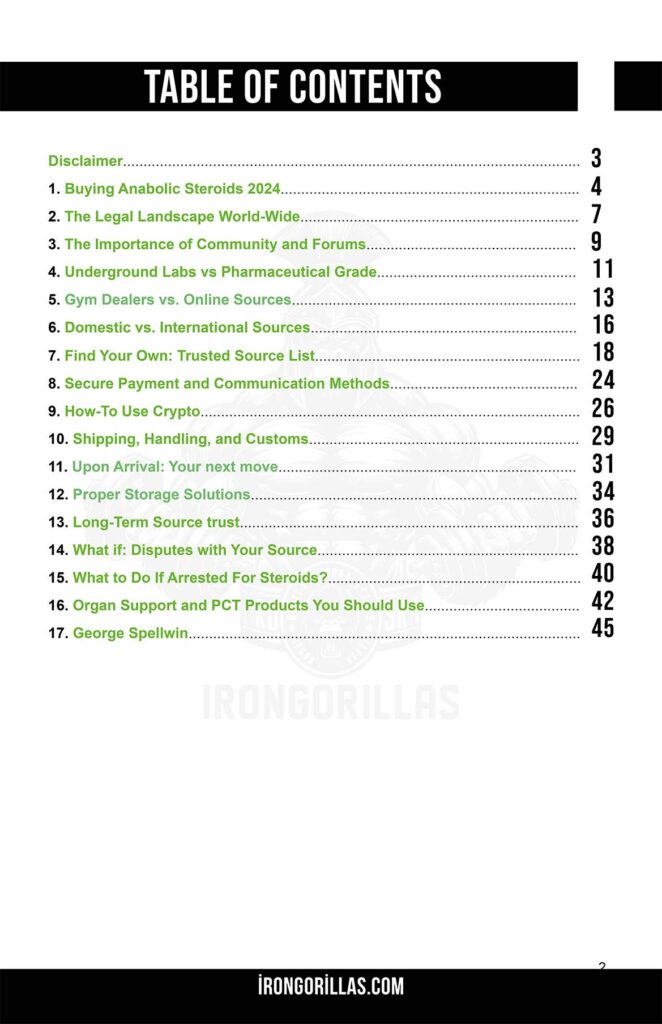 TABLE OF CONTENTS
Disclaimer........................................ 3
1. Buying Anabolic Steroids 2024........................................ 4
2. The Legal Landscape World-Wide........................................ 7
3. The Importance of Community and Forums........................................ 9
4. Underground Labs vs Pharmaceutical Grade........................................ 11
5. Gym Dealers vs. Online Sources........................................ 13
6. Domestic vs. International Sources........................................ 16
7. Find Your Own: Trusted Source List........................................ 18
8. Secure Payment and Communication Methods........................................ 24
9. How-To Use Crypto........................................ 26
10. Shipping, Handling, and Customs........................................ 29
11. Upon Arrival: Your next move........................................ 31
12. Proper Storage Solutions........................................ 34
13. Long-Term Source trust........................................ 36
14. What if: Disputes with Your Source........................................ 38
15. What to Do If Arrested For Steroids?........................................ 40
16. Organ Support and PCT Products You Should Use........................................ 42
17. George Spellwin........................................ 45
IRONGORILLAS
2
İRONGORİLLAS.COM